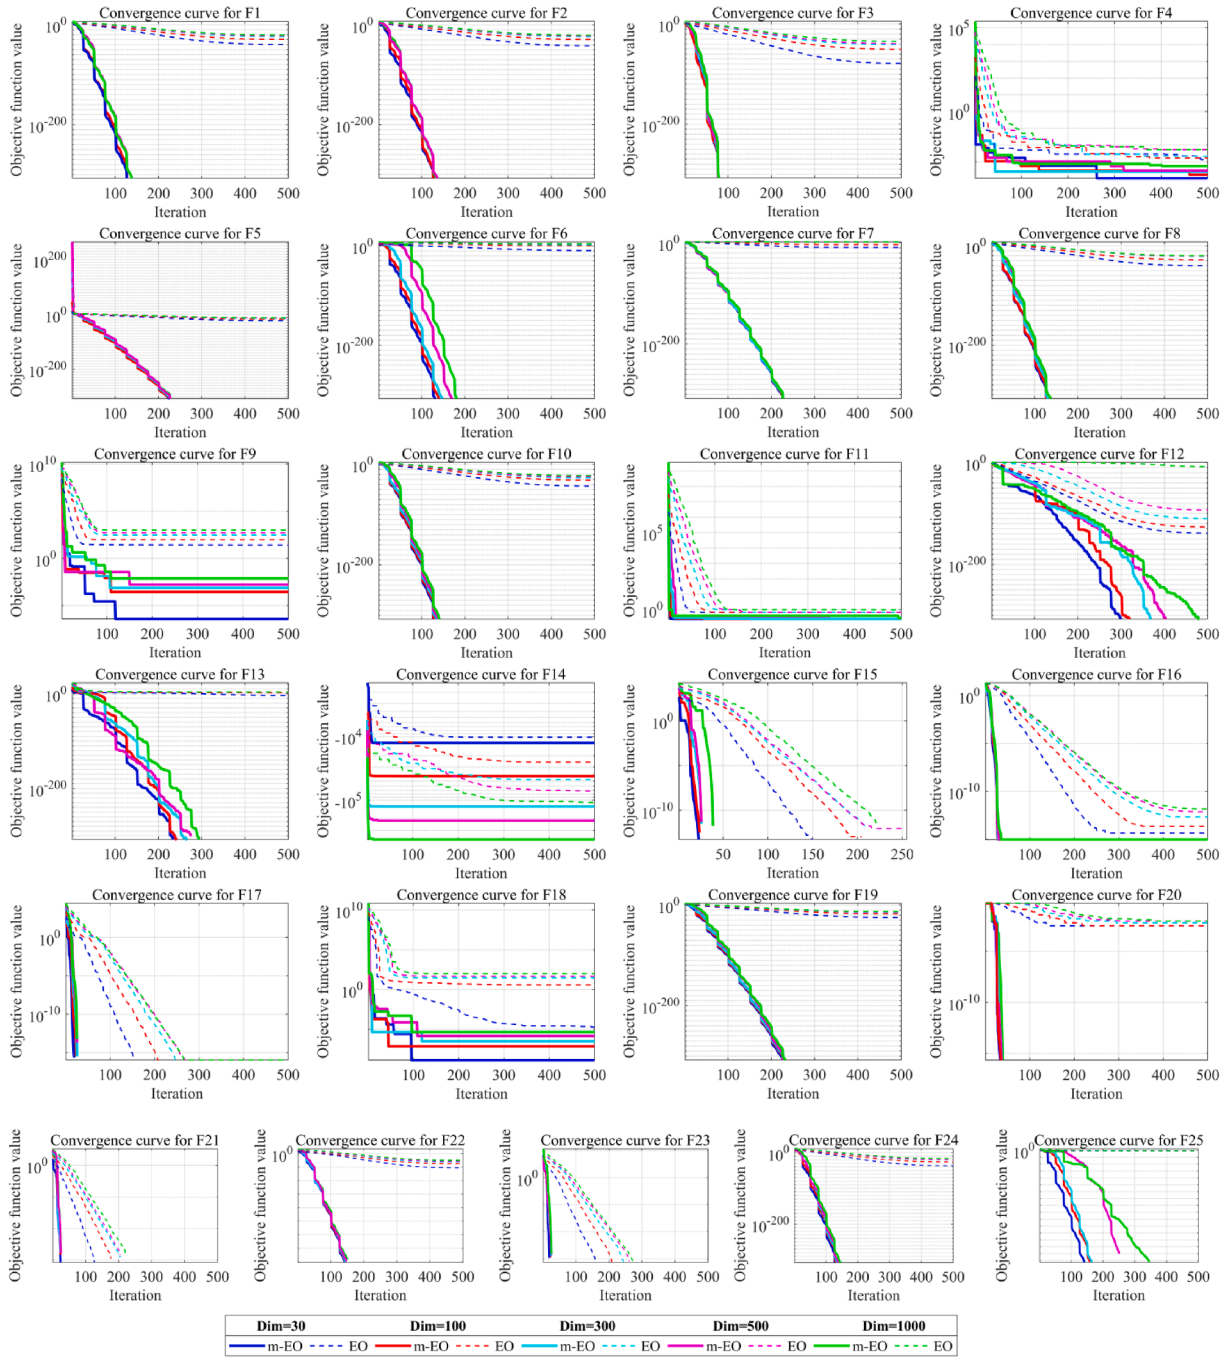 Convergence curve for F1
Objective function value
10^0
10^-200
100 200 300 400 500
Iteration
Convergence curve for F2
Objective function value
10^0
10^-200
100 200 300 400 500
Iteration
Convergence curve for F3
Objective function value
10^0
10^-200
100 200 300 400 500
Iteration
Convergence curve for F4
Objective function value
10^5
10^0
100 200 300 400 500
Iteration
Convergence curve for F5
Objective function value
10^200
10^0
10^-200
100 200 300 400 500
Iteration
Convergence curve for F6
Objective function value
10^0
10^-200
100 200 300 400 500
Iteration
Convergence curve for F7
Objective function value
10^0
10^-200
100 200 300 400 500
Iteration
Convergence curve for F8
Objective function value
10^0
10^-200
100 200 300 400 500
Iteration
Convergence curve for F9
Objective function value
10^10
10^0
100 200 300 400 500
Iteration
Convergence curve for F10
Objective function value
10^0
10^-200
100 200 300 400 500
Iteration
Convergence curve for F11
Objective function value
10^5
10^0
100 200 300 400 500
Iteration
Convergence curve for F12
Objective function value
10^0
10^-200
100 200 300 400 500
Iteration
Convergence curve for F13
Objective function value
10^0
10^-200
100 200 300 400 500
Iteration
Convergence curve for F14
Objective function value
-10^4
-10^5
100 200 300 400 500
Iteration
Convergence curve for F15
Objective function value
10^0
10^-10
50 100 150 200 250
Iteration
Convergence curve for F16
Objective function value
10^0
10^-10
100 200 300 400 500
Iteration
Convergence curve for F17
Objective function value
10^0
10^-10
100 200 300 400 500
Iteration
Convergence curve for F18
Objective function value
10^10
10^0
100 200 300 400 500
Iteration
Convergence curve for F19
Objective function value
10^0
10^-200
100 200 300 400 500
Iteration
Convergence curve for F20
Objective function value
10^-10
100 200 300 400 500
Iteration
Convergence curve for F21
Objective function value
10^0
100 200 300 400 500
Iteration
Convergence curve for F22
Objective function value
10^0
100 200 300 400 500
Iteration
Convergence curve for F23
Objective function value
10^0
100 200 300 400 500
Iteration
Convergence curve for F24
Objective function value
10^0
10^-200
100 200 300 400 500
Iteration
Convergence curve for F25
Objective function value
10^0
100 200 300 400 500
Iteration
Dim=30 Dim=100 Dim=300 Dim=500 Dim=1000
m-EO EO m-EO EO m-EO EO m-EO EO m-EO EO